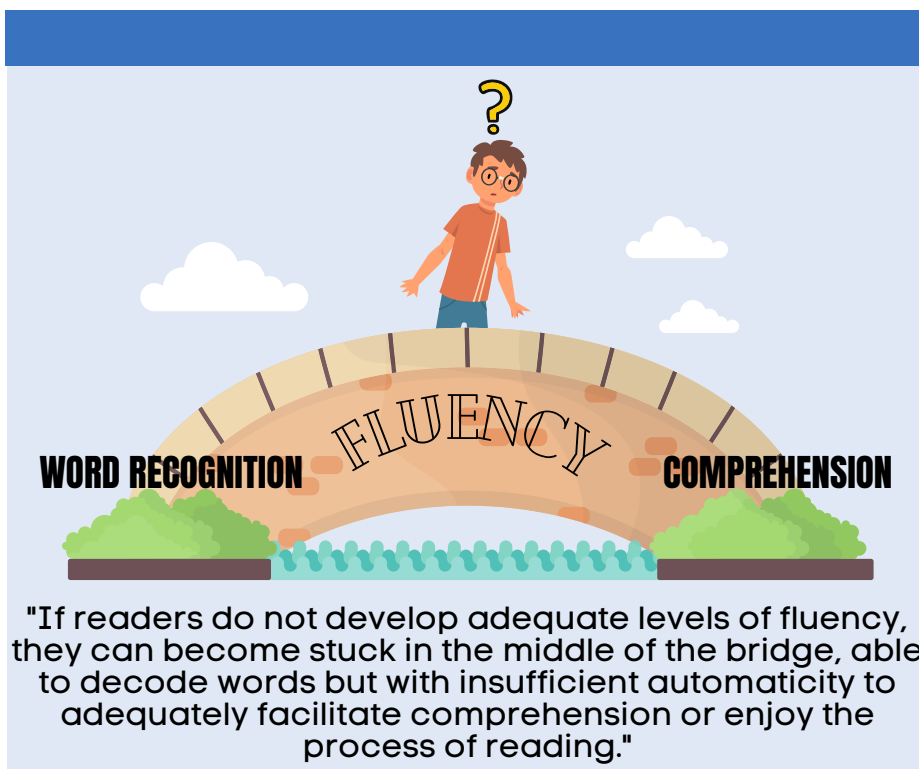 ?
FLUENCY
WORD RECOGNITION
COMPREHENSION
"If readers do not develop adequate levels of fluency,
they can become stuck in the middle of the bridge, able
to decode words but with insufficient automaticity to
adequately facilitate comprehension or enjoy the
process of reading."